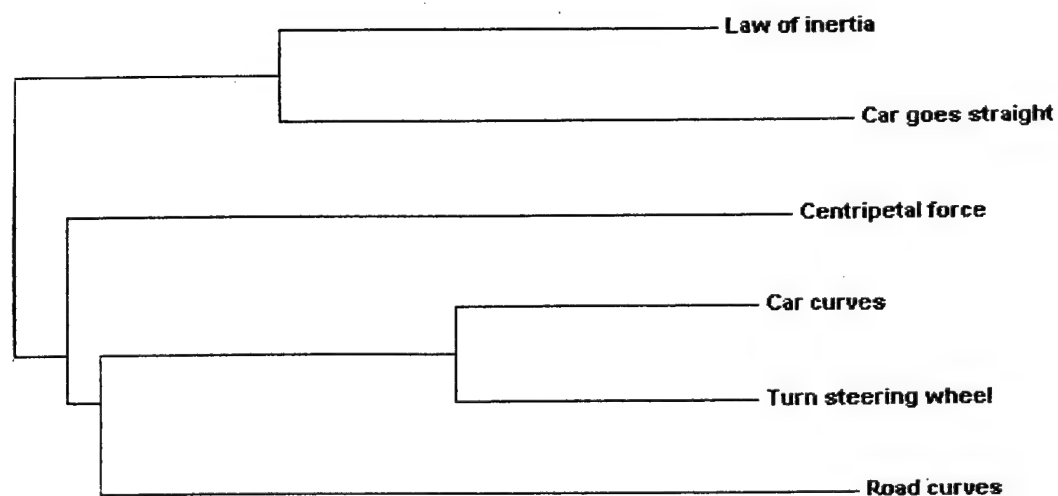 Law of inertia
Car goes straight
Centripetal force
Car curves
Turn steering wheel
Road curves